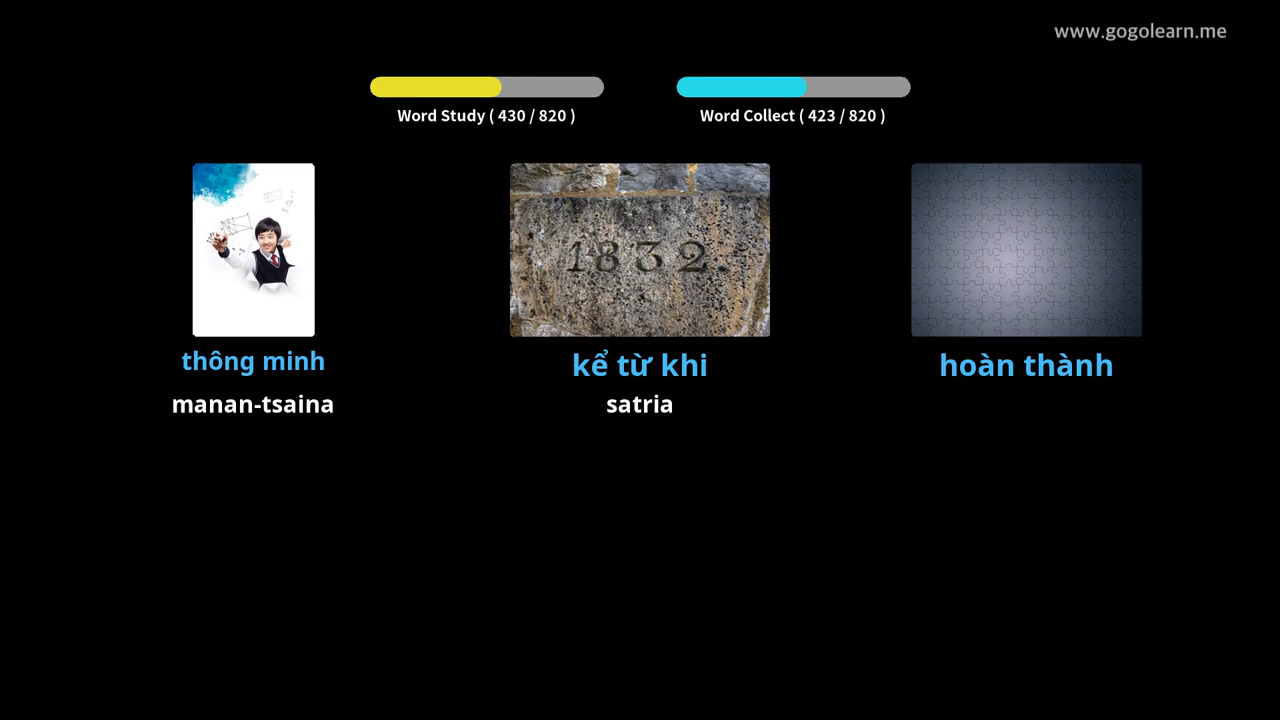 www.gogolearn.me
Word Study ( 430 / 820 )
Word Collect ( 423 / 820 )
1832.
thông minh
kể từ khi
hoàn thành
manan-tsaina
satria